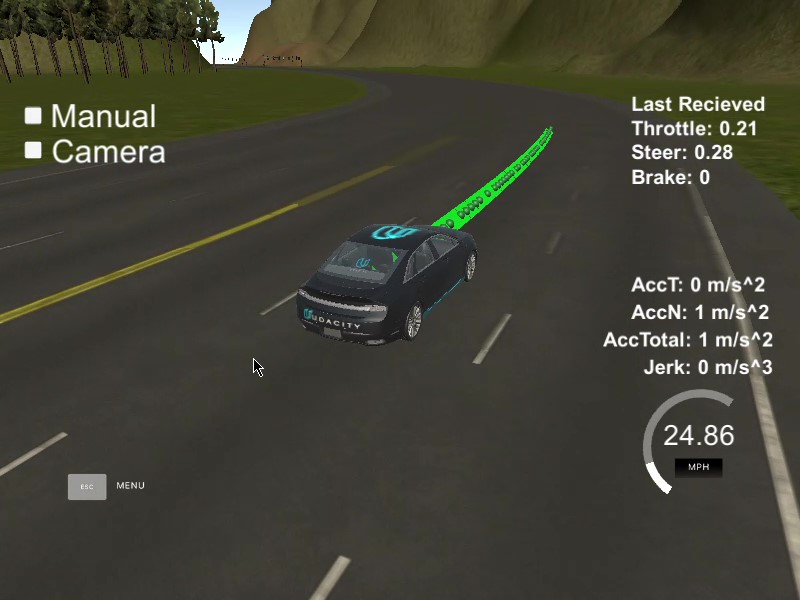 Manual
Camera
Last Recieved
Throttle: 0.21
Steer: 0.28
Brake: 0
AccT: 0 m/s^2
AccN: 1 m/s^2
AccTotal: 1 m/s^2
Jerk: 0 m/s^3
UDACITY
24.86
MPH
ESC MENU